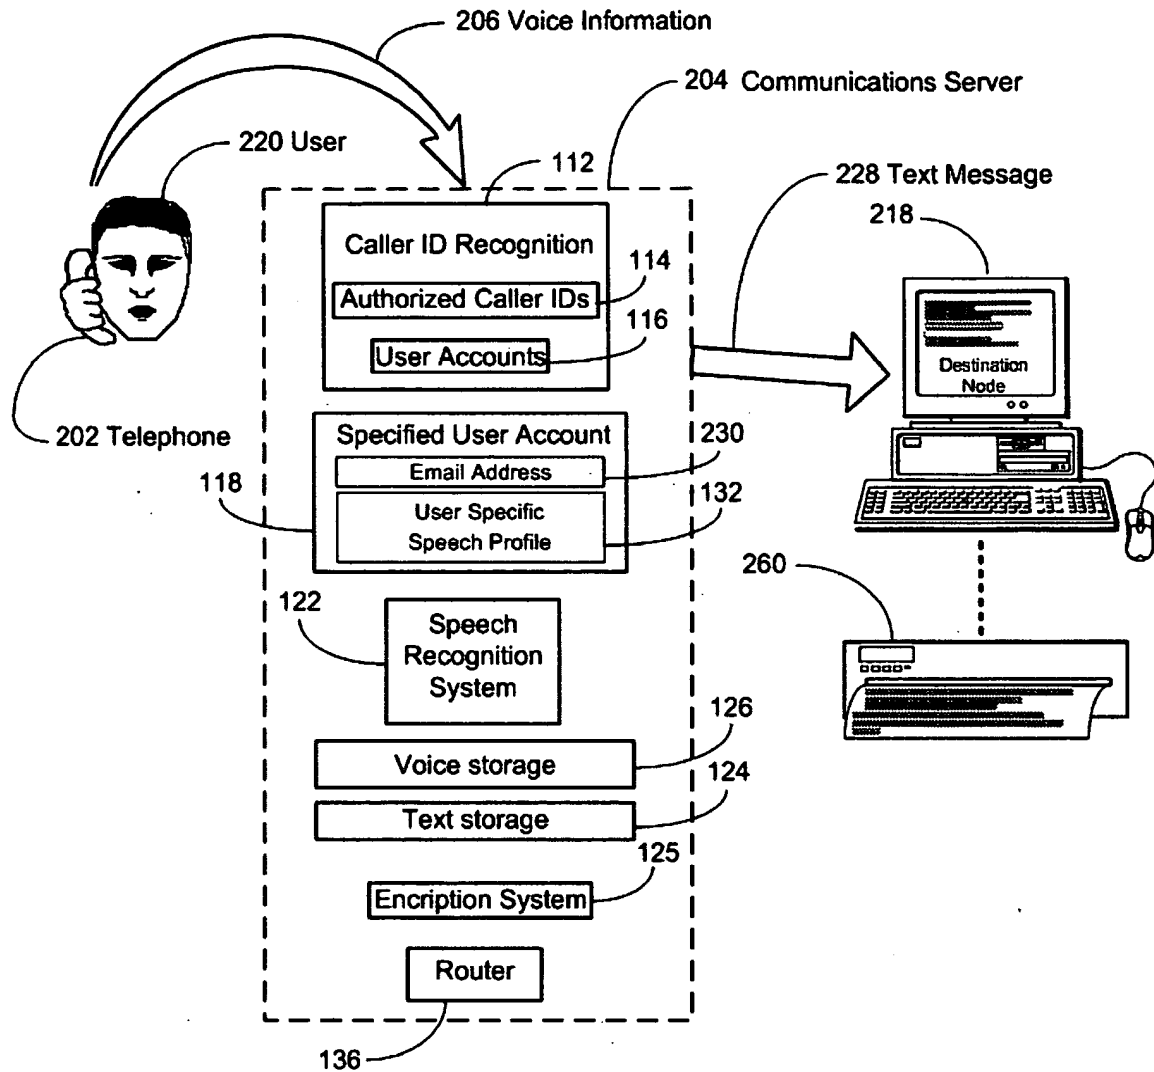 206 Voice Information
204 Communications Server
220 User
112
228 Text Message
218
Caller ID Recognition
114
Authorized Caller IDs
116
User Accounts
Destination
Node
202 Telephone
Specified User Account
230
Email Address
118
132
User Specific
Speech Profile
260
122
Speech
Recognition
System
126
Voice storage
124
Text storage
125
Encription System
Router
136